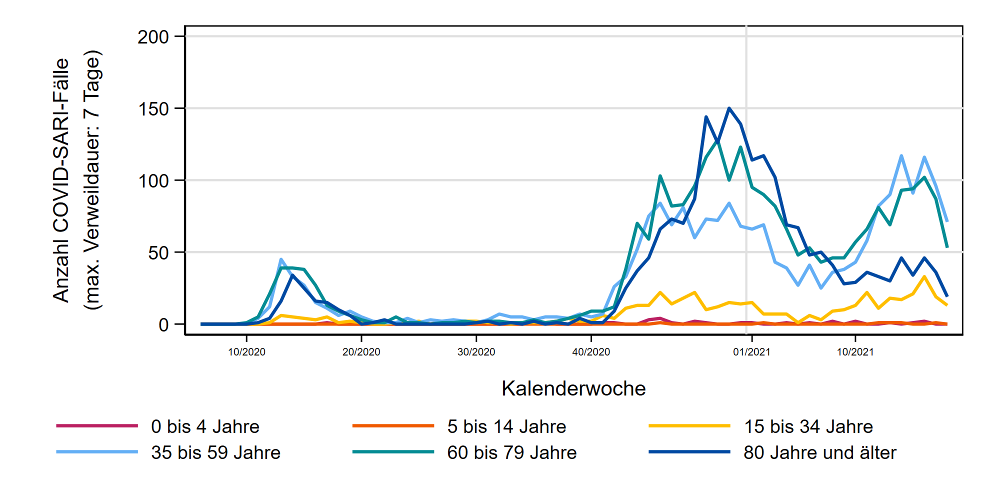 Anzahl COVID-SARI-Fälle
(max. Verweildauer: 7 Tage)
200
150
100
50
0
10/2020
20/2020
30/2020
40/2020
01/2021
10/2021
Kalenderwoche
0 bis 4 Jahre
5 bis 14 Jahre
15 bis 34 Jahre
35 bis 59 Jahre
60 bis 79 Jahre
80 Jahre und älter